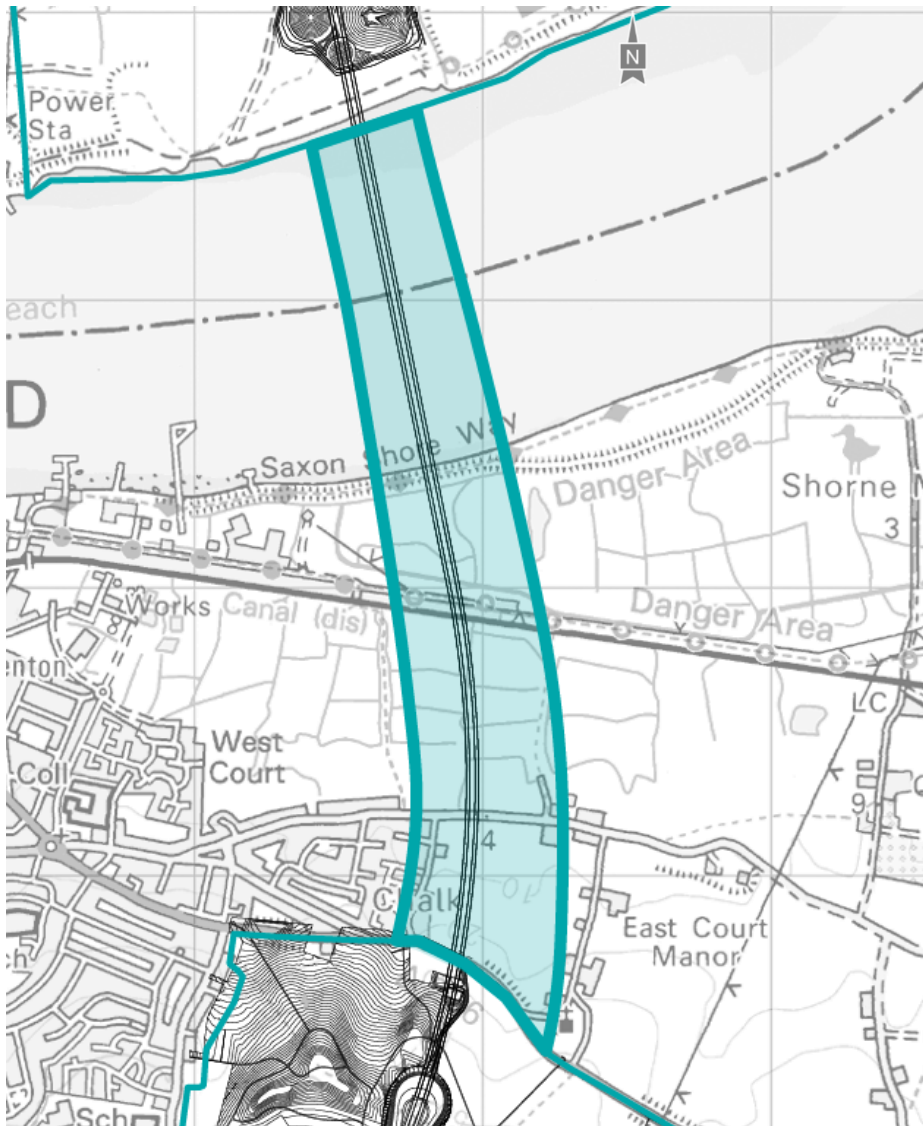 N
Power
Sta
each
D
Saxon Shore Way
Danger Area
Shorne M
3
Works
Canal (dis)
Danger Area
enton
LC
West
Court
Coll
9
4
10
Chalk
East Court
Manor
ch
Sch